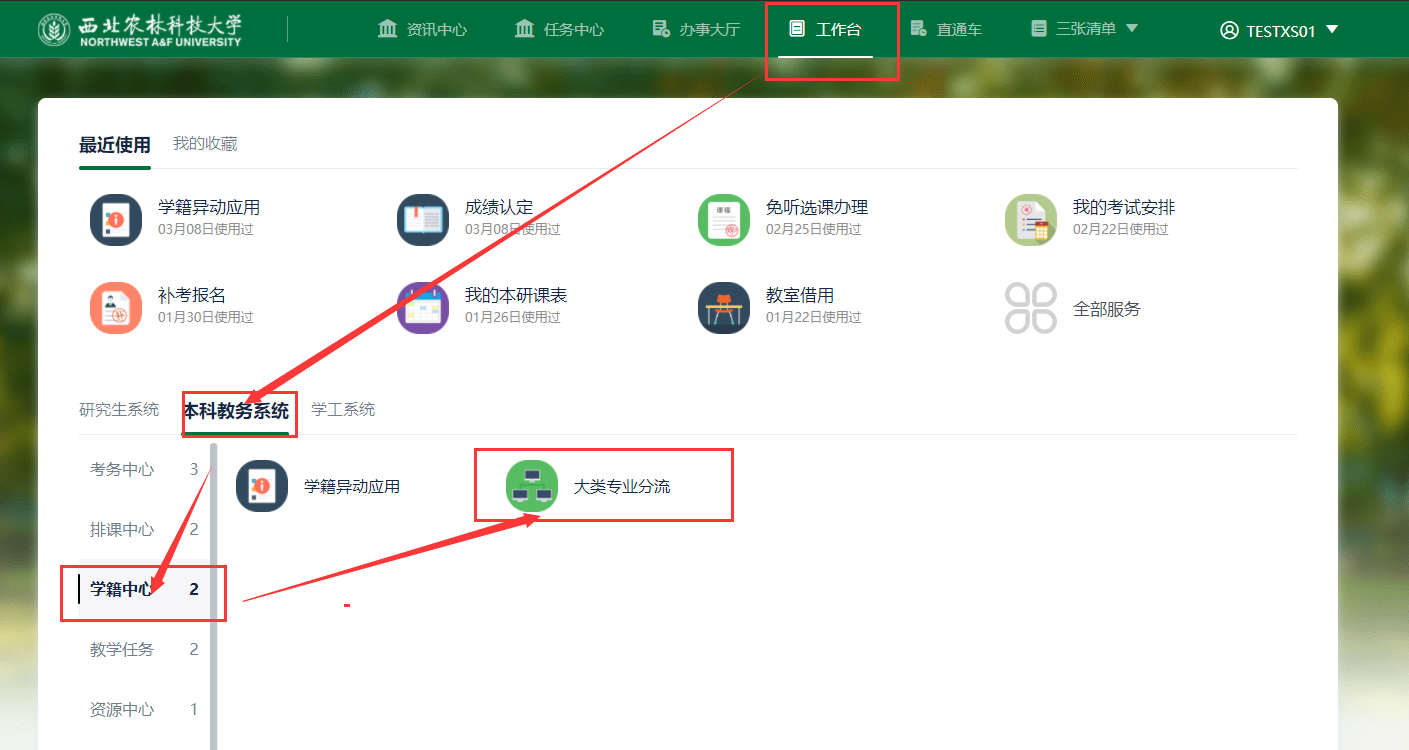 西北农林科技大学
NORTHWEST A&F UNIVERSITY
资讯中心 任务中心 办事大厅 工作台 直通车 三张清单 TESTXS01
最近使用 我的收藏
学籍异动应用 成绩认定 免听选课办理 我的考试安排
03月08日使用过 03月08日使用过 02月25日使用过 02月22日使用过
补考报名 我的本研课表 教室借用 全部服务
01月30日使用过 01月26日使用过 01月22日使用过
研究生系统 本科教务系统 学工系统
考务中心 3
学籍异动应用 大类专业分流
排课中心 2
学籍中心 2
教学任务 2
资源中心 1